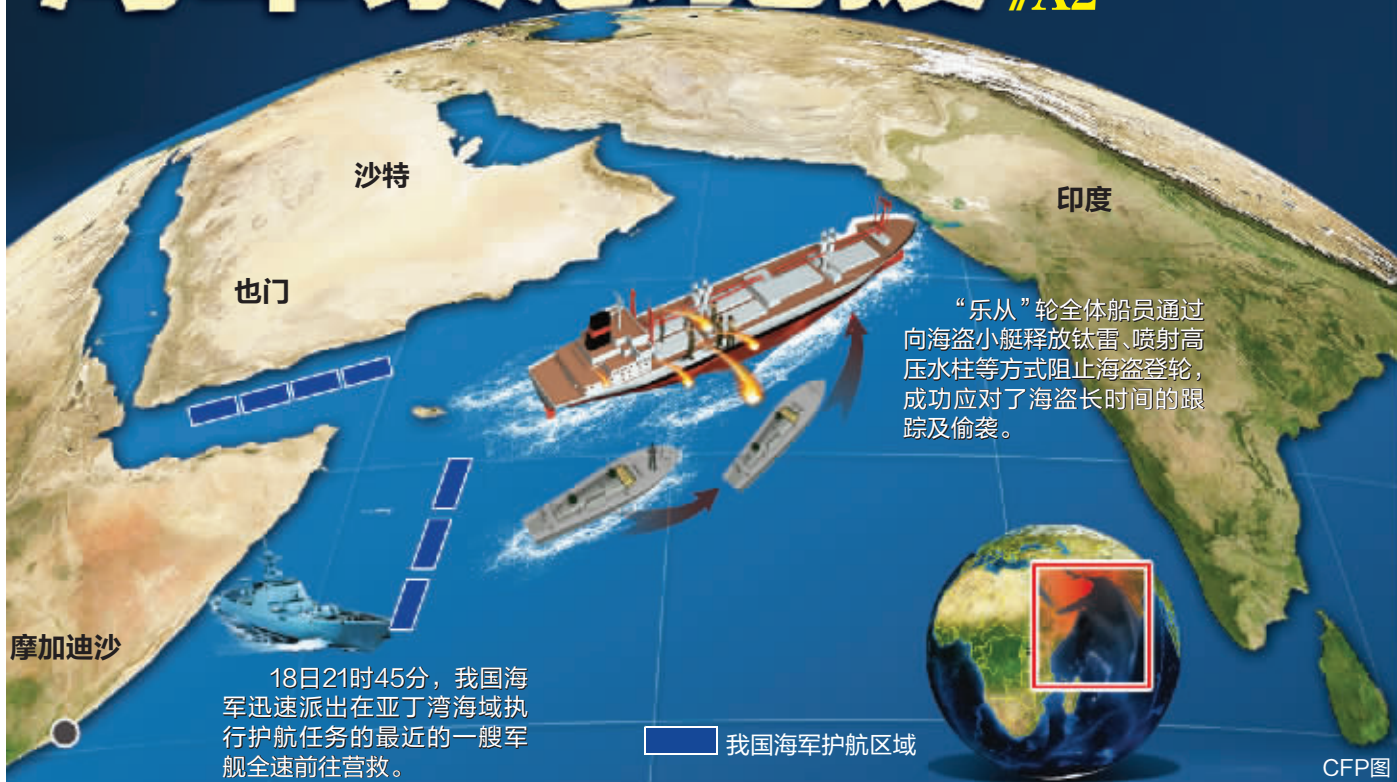 //A2
沙特
印度
也门
“乐从”轮全体船员通过
向海盗小艇释放钛雷、喷射高
压水柱等方式阻止海盗登轮，
成功应对了海盗长时间的跟
踪及偷袭。
摩加迪沙
18日21时45分，我国海
军迅速派出在亚丁湾海域执
行护航任务的最近的一艘军
舰全速前往营救。
我国海军护航区域
CFP图